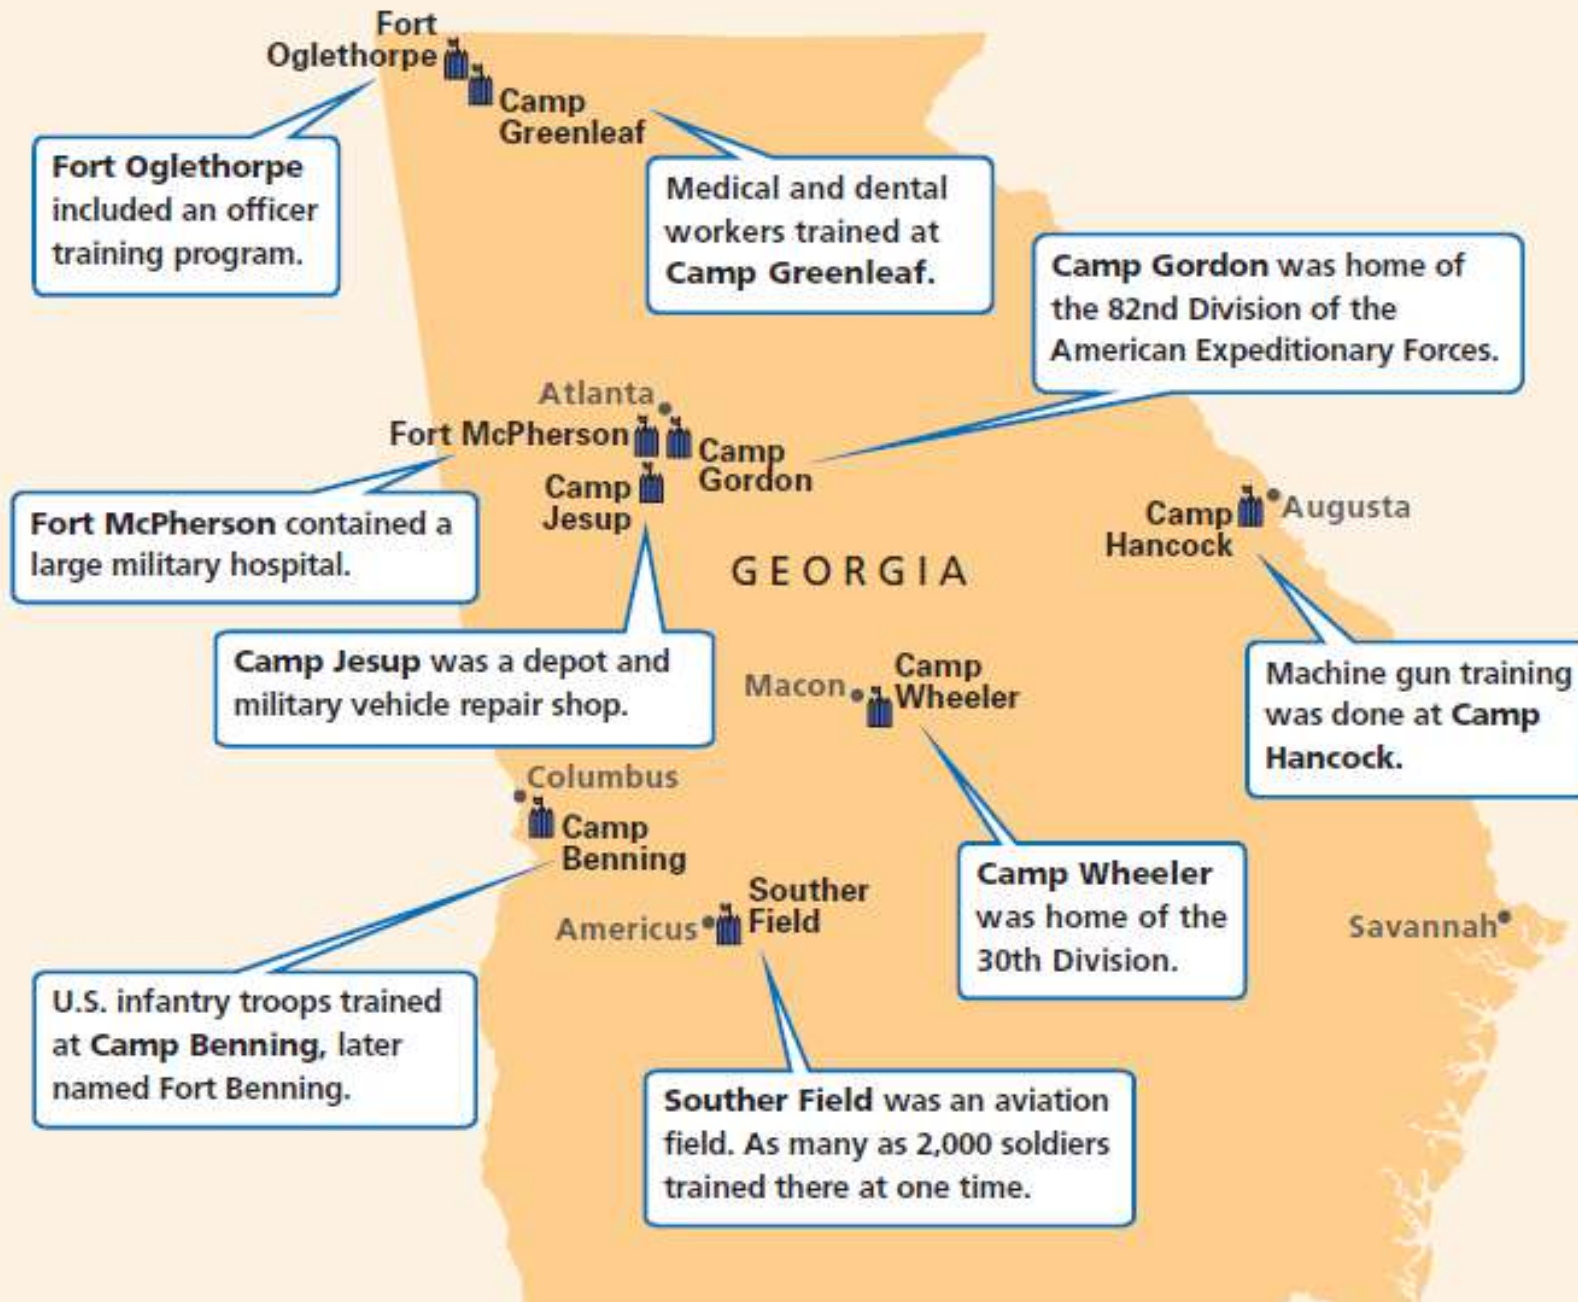 Fort
Oglethorpe
Camp
Greenleaf
Fort Oglethorpe
included an officer
training program.
Medical and dental
workers trained at
Camp Greenleaf.
Camp Gordon was home of
the 82nd Division of the
American Expeditionary Forces.
Atlanta
Fort McPherson
Camp
Gordon
Camp
Jesup
Fort McPherson contained a
large military hospital.
Camp
Hancock
Augusta
GEORGIA
Camp Jesup was a depot and
military vehicle repair shop.
Macon
Camp
Wheeler
Machine gun training
was done at Camp
Hancock.
Columbus
Camp
Benning
Camp Wheeler
was home of the
30th Division.
Souther
Field
Americus
Savannah
U.S. infantry troops trained
at Camp Benning, later
named Fort Benning.
Souther Field was an aviation
field. As many as 2,000 soldiers
trained there at one time.